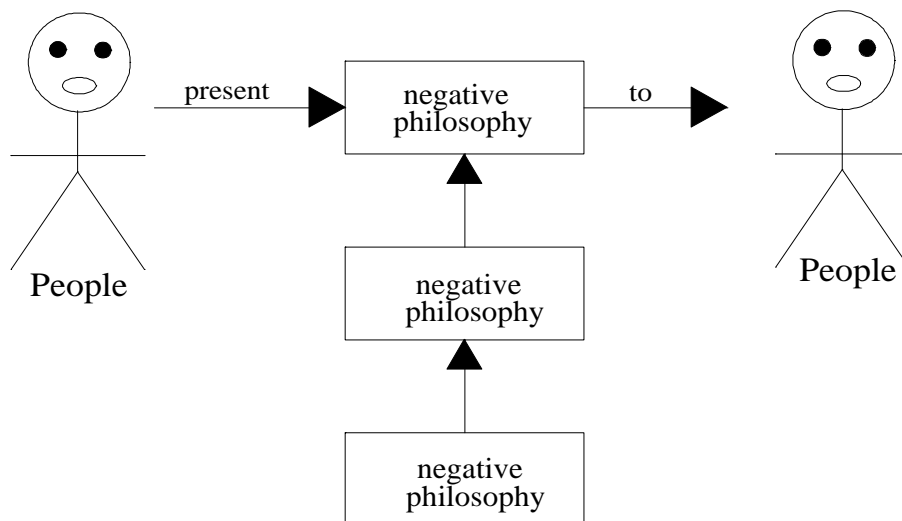 present
negative
philosophy
to
People
People
negative
philosophy
negative
philosophy